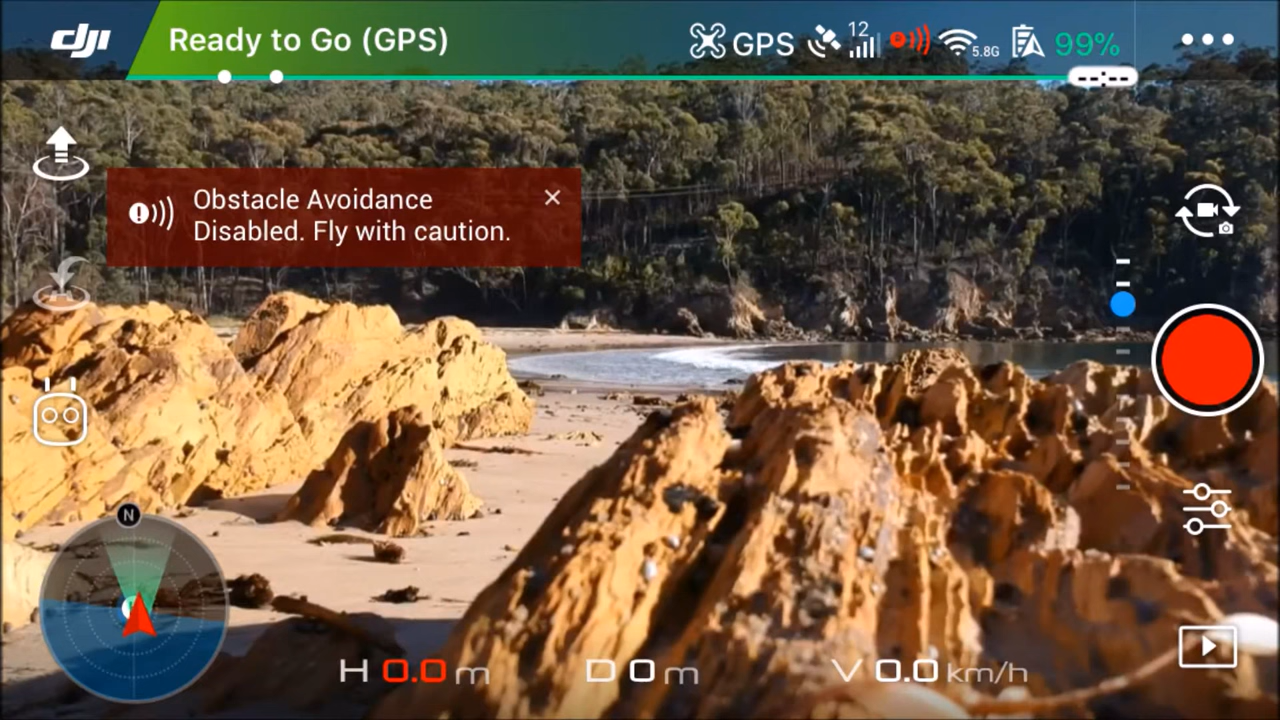 dji
Ready to Go (GPS)
GPS
12
5.8G
99%
Obstacle Avoidance
Disabled. Fly with caution.
N
H 0.0 m
D 0 m
V 0.0 km/h